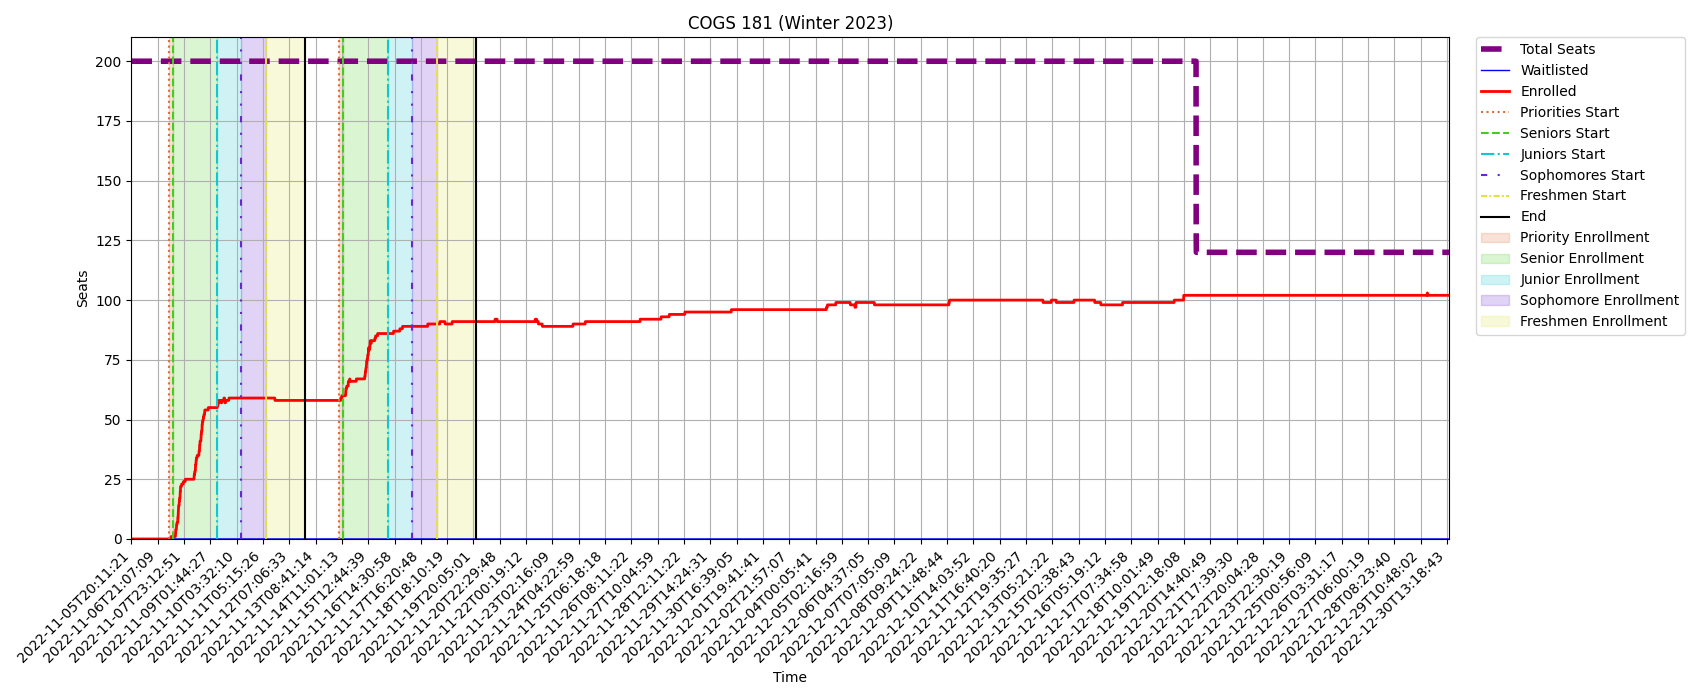 COGS 181 (Winter 2023)
Seats
200
175
150
125
100
75
50
25
0
2022-11-05T20:11:21
2022-11-06T21:07:09
2022-11-07T23:12:51
2022-11-09T01:44:27
2022-11-10T03:32:10
2022-11-11T05:15:26
2022-11-12T07:06:33
2022-11-13T08:41:14
2022-11-14T11:01:13
2022-11-15T12:44:39
2022-11-16T14:30:58
2022-11-17T16:20:48
2022-11-18T18:10:19
2022-11-19T20:05:01
2022-11-20T22:29:48
2022-11-22T00:19:12
2022-11-23T02:16:09
2022-11-24T04:22:59
2022-11-25T06:18:18
2022-11-26T08:11:22
2022-11-27T10:04:59
2022-11-28T12:11:22
2022-11-29T14:24:31
2022-11-30T16:39:05
2022-12-01T19:41:41
2022-12-02T21:57:07
2022-12-04T00:05:41
2022-12-05T02:16:59
2022-12-06T04:37:05
2022-12-07T07:05:09
2022-12-08T09:24:22
2022-12-09T11:48:44
2022-12-10T14:03:52
2022-12-11T16:40:20
2022-12-12T19:35:27
2022-12-13T05:21:22
2022-12-15T02:38:43
2022-12-16T05:19:12
2022-12-17T07:34:58
2022-12-18T10:01:49
2022-12-19T12:18:08
2022-12-20T14:40:49
2022-12-21T17:39:30
2022-12-22T20:04:28
2022-12-23T22:30:19
2022-12-25T00:56:09
2022-12-26T03:31:17
2022-12-27T06:00:19
2022-12-28T08:23:40
2022-12-29T10:48:02
2022-12-30T13:18:43
Time
Total Seats
Waitlisted
Enrolled
Priorities Start
Seniors Start
Juniors Start
Sophomores Start
Freshmen Start
End
Priority Enrollment
Senior Enrollment
Junior Enrollment
Sophomore Enrollment
Freshmen Enrollment